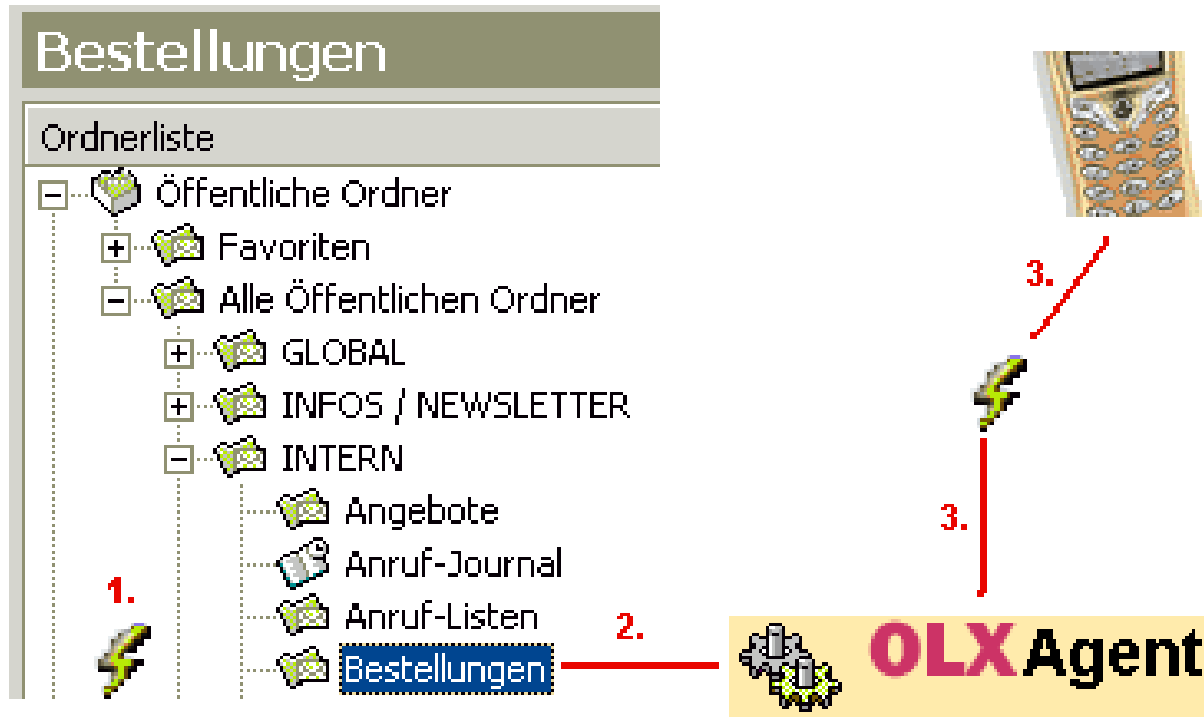 Bestellungen
Ordnerliste
Öffentliche Ordner
Favoriten
Alle Öffentlichen Ordner
GLOBAL
INFOS / NEWSLETTER
INTERN
Angebote
Anruf-Journal
Anruf-Listen
Bestellungen
1.
2.
3.
3.
OLXAgent